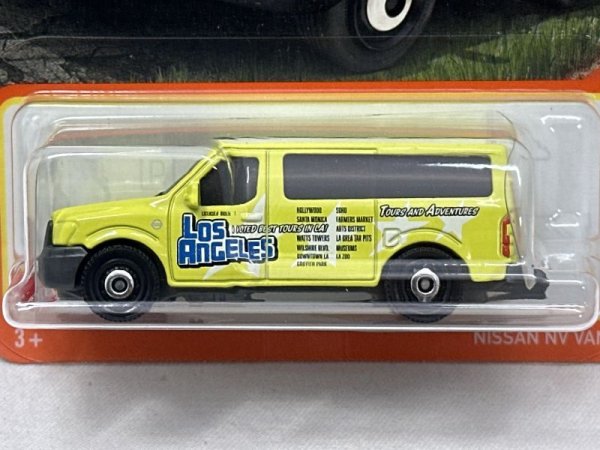 LOS
ANGELES
VOTED BEST TOURS IN LA!
HOLLYWOOD
SANTA MONICA
WATTS TOWERS
WILSHIRE BLVD.
DOWNTOWN LA
GRIFFITH PARK
SOHO
FARMERS MARKET
ARTS DISTRICT
LA BREA TAR PITS
MUSEUMS
LA ZOO
TOURS AND ADVENTURES
3+
NISSAN NV VAN